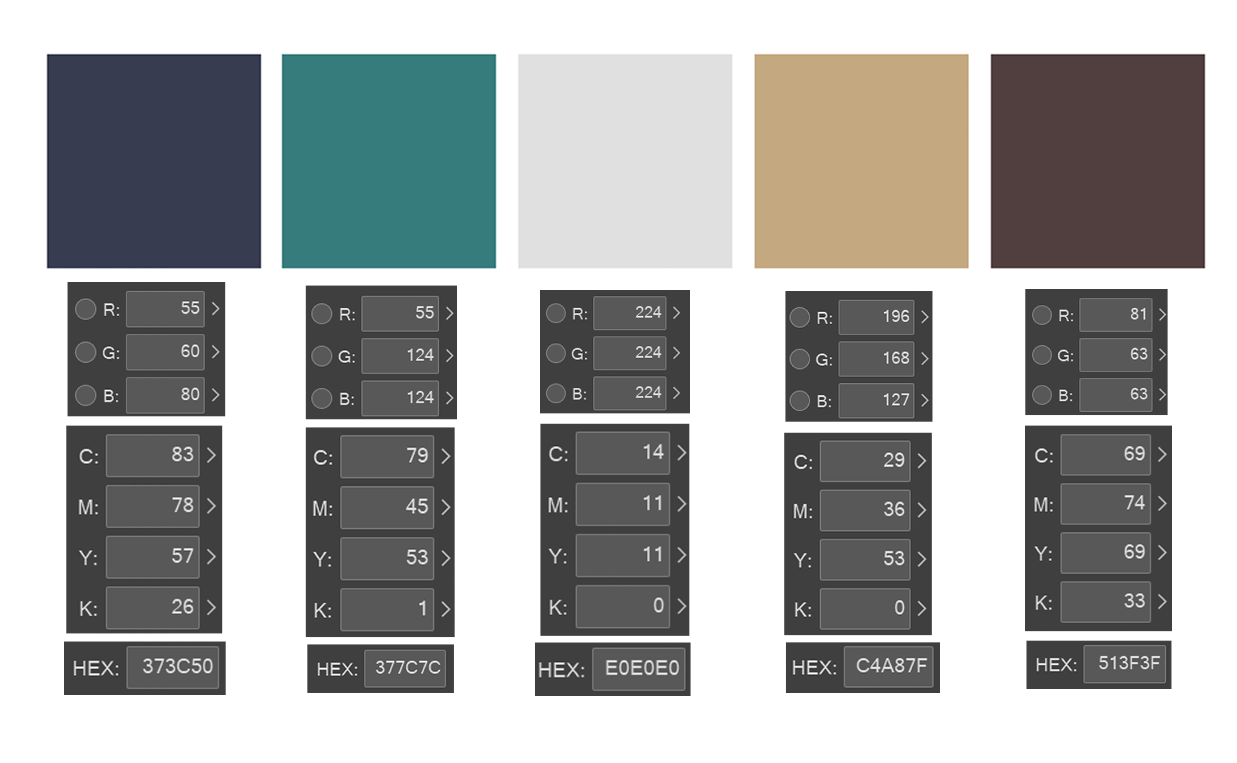 R: 55
G: 60
B: 80
C: 83
M: 78
Y: 57
K: 26
HEX: 373C50
R: 55
G: 124
B: 124
C: 79
M: 45
Y: 53
K: 1
HEX: 377C7C
R: 224
G: 224
B: 224
C: 14
M: 11
Y: 11
K: 0
HEX: E0E0E0
R: 196
G: 168
B: 127
C: 29
M: 36
Y: 53
K: 0
HEX: C4A87F
R: 81
G: 63
B: 63
C: 69
M: 74
Y: 69
K: 33
HEX: 513F3F